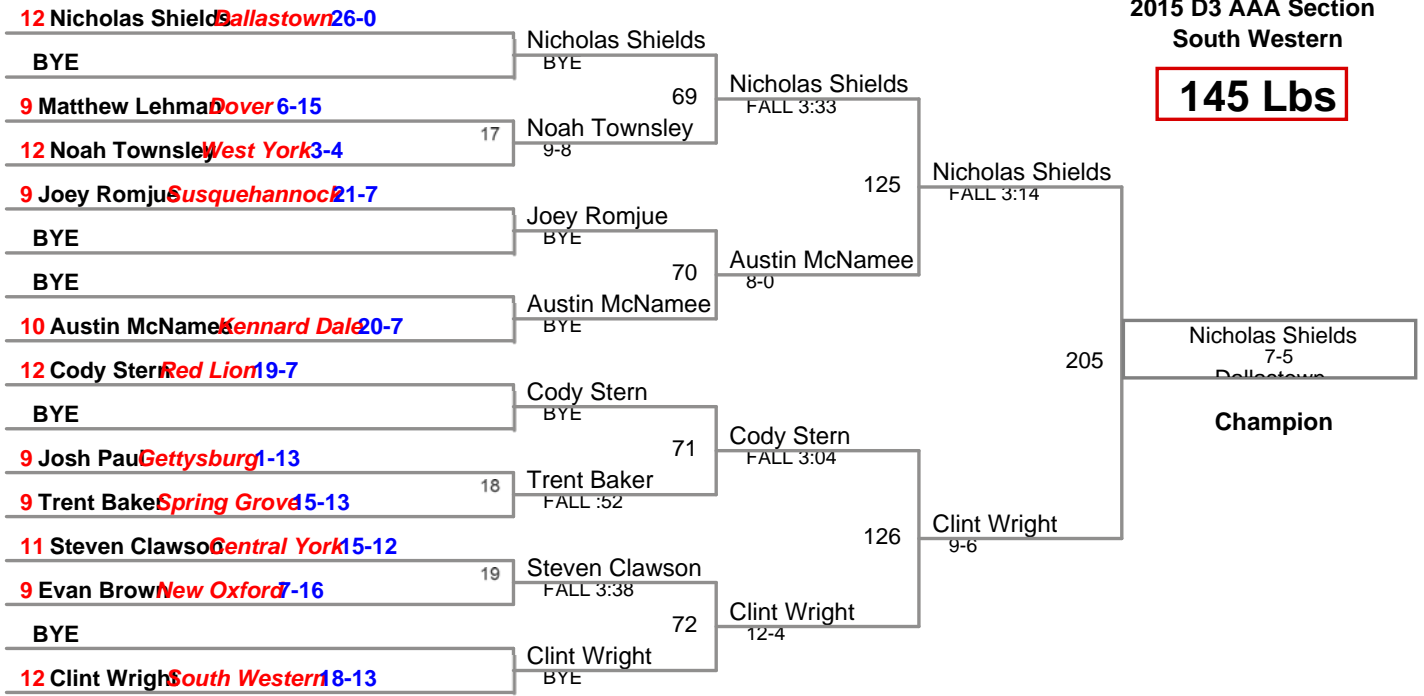 2015 D3 AAA Section
South Western
145 Lbs
12 Nicholas Shields Dallastown 26-0
BYE
9 Matthew Lehman Dover 6-15
12 Noah Townsley West York 3-4
9 Joey Romjue Susquehannock 21-7
BYE
BYE
10 Austin McNamee Kennard Dale 20-7
12 Cody Stern Red Lion 19-7
BYE
9 Josh Paul Gettysburg 1-13
9 Trent Baker Spring Grove 15-13
11 Steven Clawson Central York 15-12
9 Evan Brown New Oxford 7-16
BYE
12 Clint Wright South Western 18-13
17
18
19
Nicholas Shields
BYE
Noah Townsley
9-8
Joey Romjue
BYE
Austin McNamee
BYE
Cody Stern
BYE
Trent Baker
FALL :52
Steven Clawson
FALL 3:38
Clint Wright
BYE
69
70
71
72
Nicholas Shields
FALL 3:33
Austin McNamee
8-0
Cody Stern
FALL 3:04
Clint Wright
12-4
125
126
Nicholas Shields
FALL 3:14
Clint Wright
9-6
205
Nicholas Shields
7-5
Dallastown
Champion